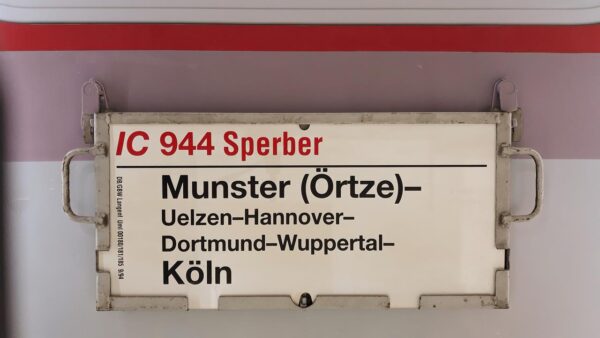 IC 944 Sperber
Munster (Örtze)–
Uelzen–Hannover–
Dortmund–Wuppertal–
Köln